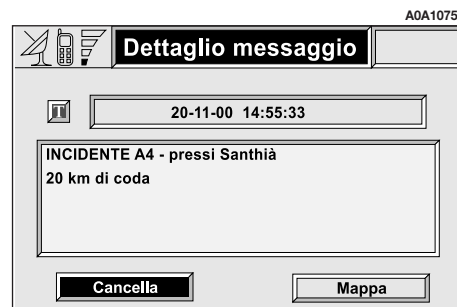 A0A1075
Dettaglio messaggio
T
20-11-00 14:55:33
INCIDENTE A4 - pressi Santhià
20 km di coda
Cancella
Mappa